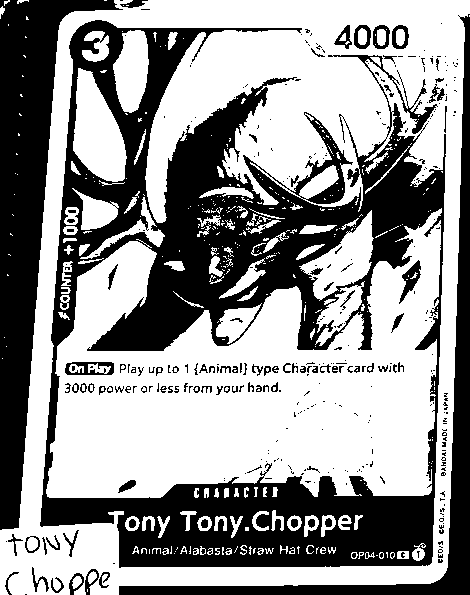 3
4000
COUNTER +1000
On Play Play up to 1 {Animal} type Character card with
3000 power or less from your hand.
CHARACTER
Tony Tony.Chopper
Animal/Alabasta/Straw Hat Crew
OP04-010 C 1
©E.O./S. ©E.O./S., T.A BANDAI MADE IN JAPAN
TONY
Choppe